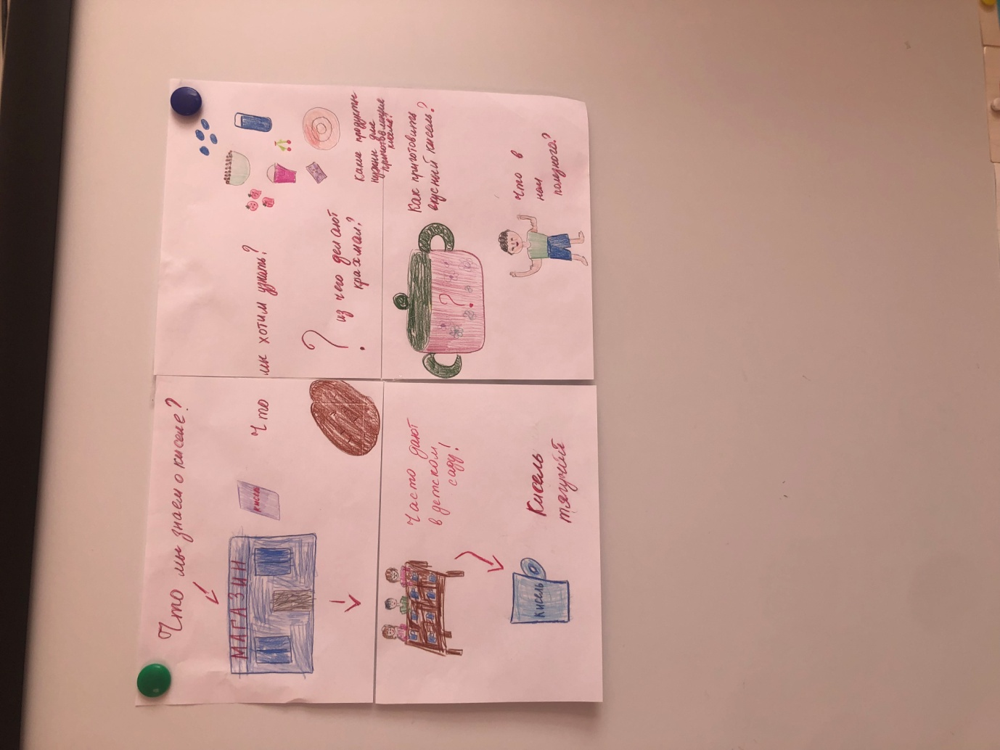 Что мы знаем о киселе?
МАГАЗИН
кисель
Что
мы хотим узнать?
из чего делают
крахмал?
Какие продукты
нужны для
приготовления
киселя?
Часто дают
в детском
саду!
Кисель
тягучий
кисель
Как приготовить
вкусный кисель?
?
Что в
нем
полезного?